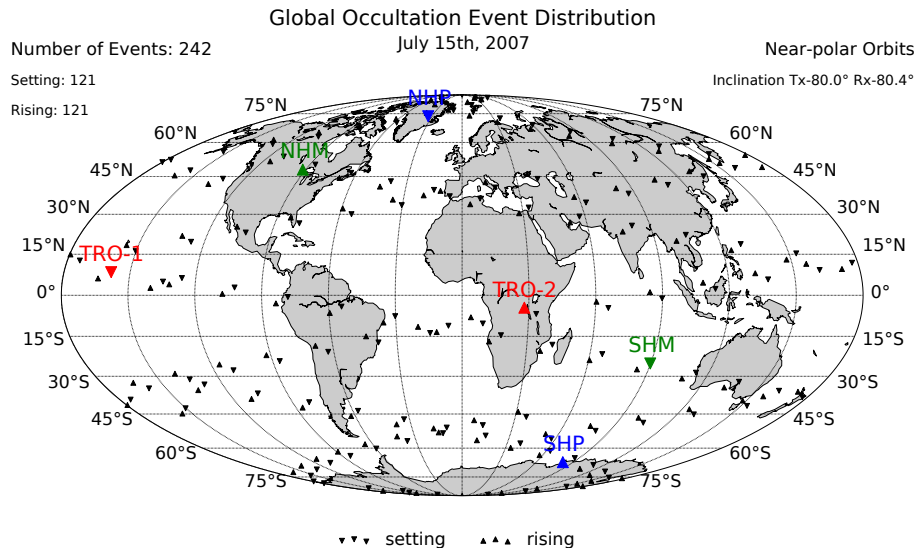 Global Occultation Event Distribution
July 15th, 2007
Number of Events: 242
Setting: 121
Rising: 121
Near-polar Orbits
Inclination Tx-80.0° Rx-80.4°
NHP
75°N
75°N
60°N
60°N
NHM
45°N
45°N
30°N
30°N
15°N
15°N
TRO-1
TRO-2
0°
0°
15°S
15°S
SHM
30°S
30°S
45°S
45°S
SHP
60°S
60°S
75°S
75°S
setting
rising